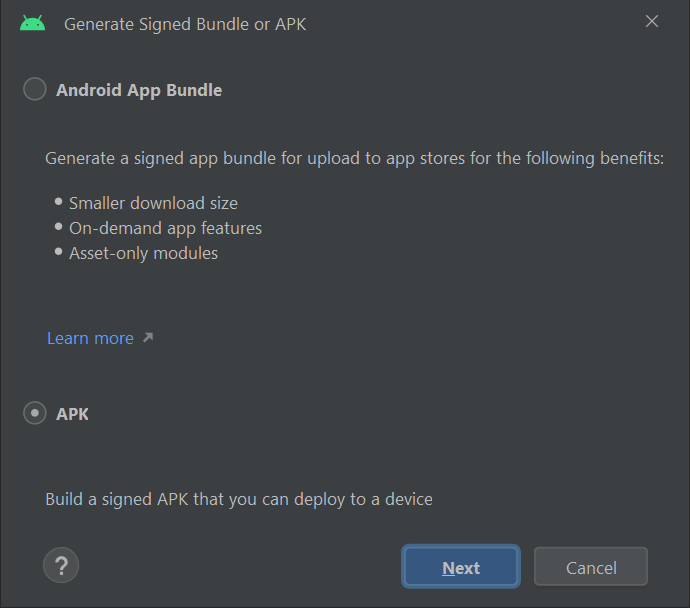 Generate Signed Bundle or APK
Android App Bundle
Generate a signed app bundle for upload to app stores for the following benefits:
• Smaller download size
• On-demand app features
• Asset-only modules
Learn more ↗
APK
Build a signed APK that you can deploy to a device
? Next Cancel